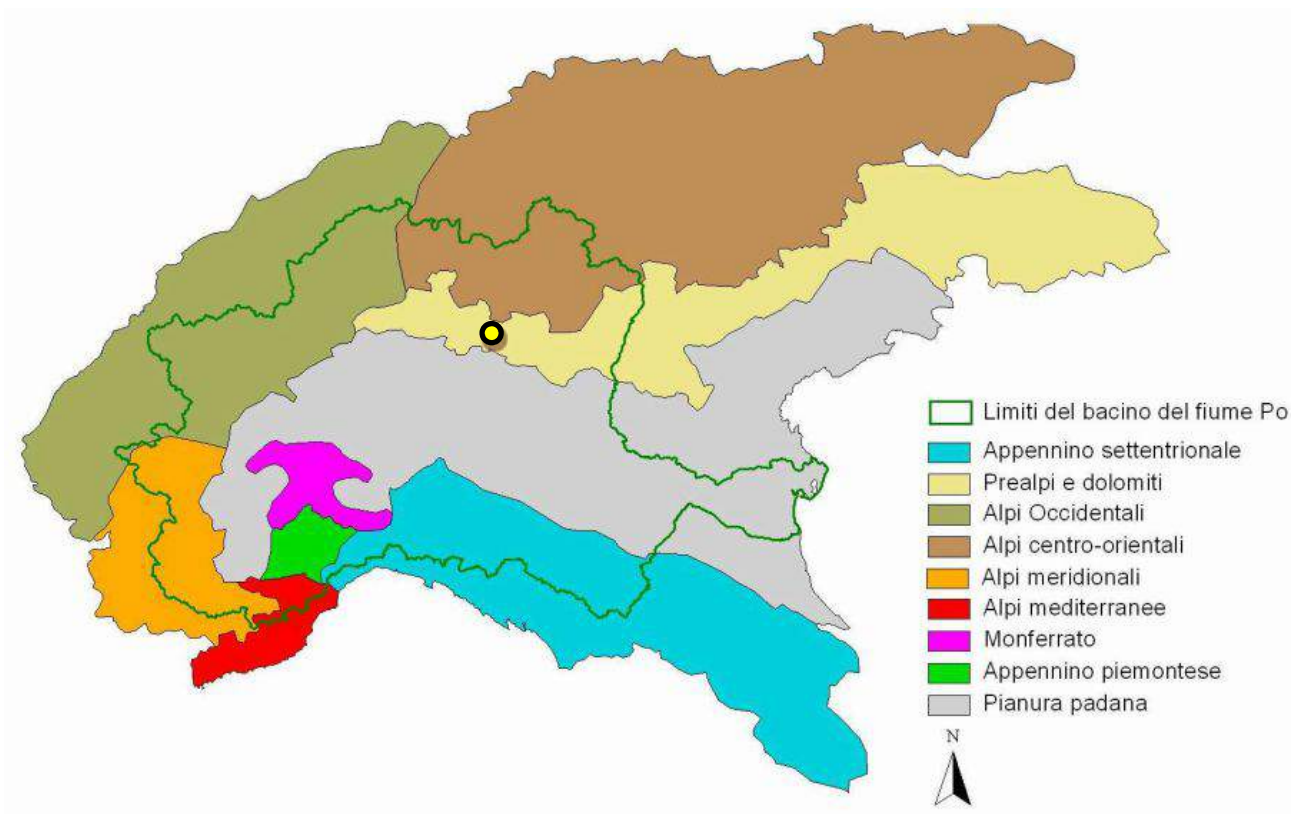 Limiti del bacino del fiume Po
Appennino settentrionale
Prealpi e dolomiti
Alpi Occidentali
Alpi centro-orientali
Alpi meridionali
Alpi mediterranee
Monferrato
Appennino piemontese
Pianura padana
N